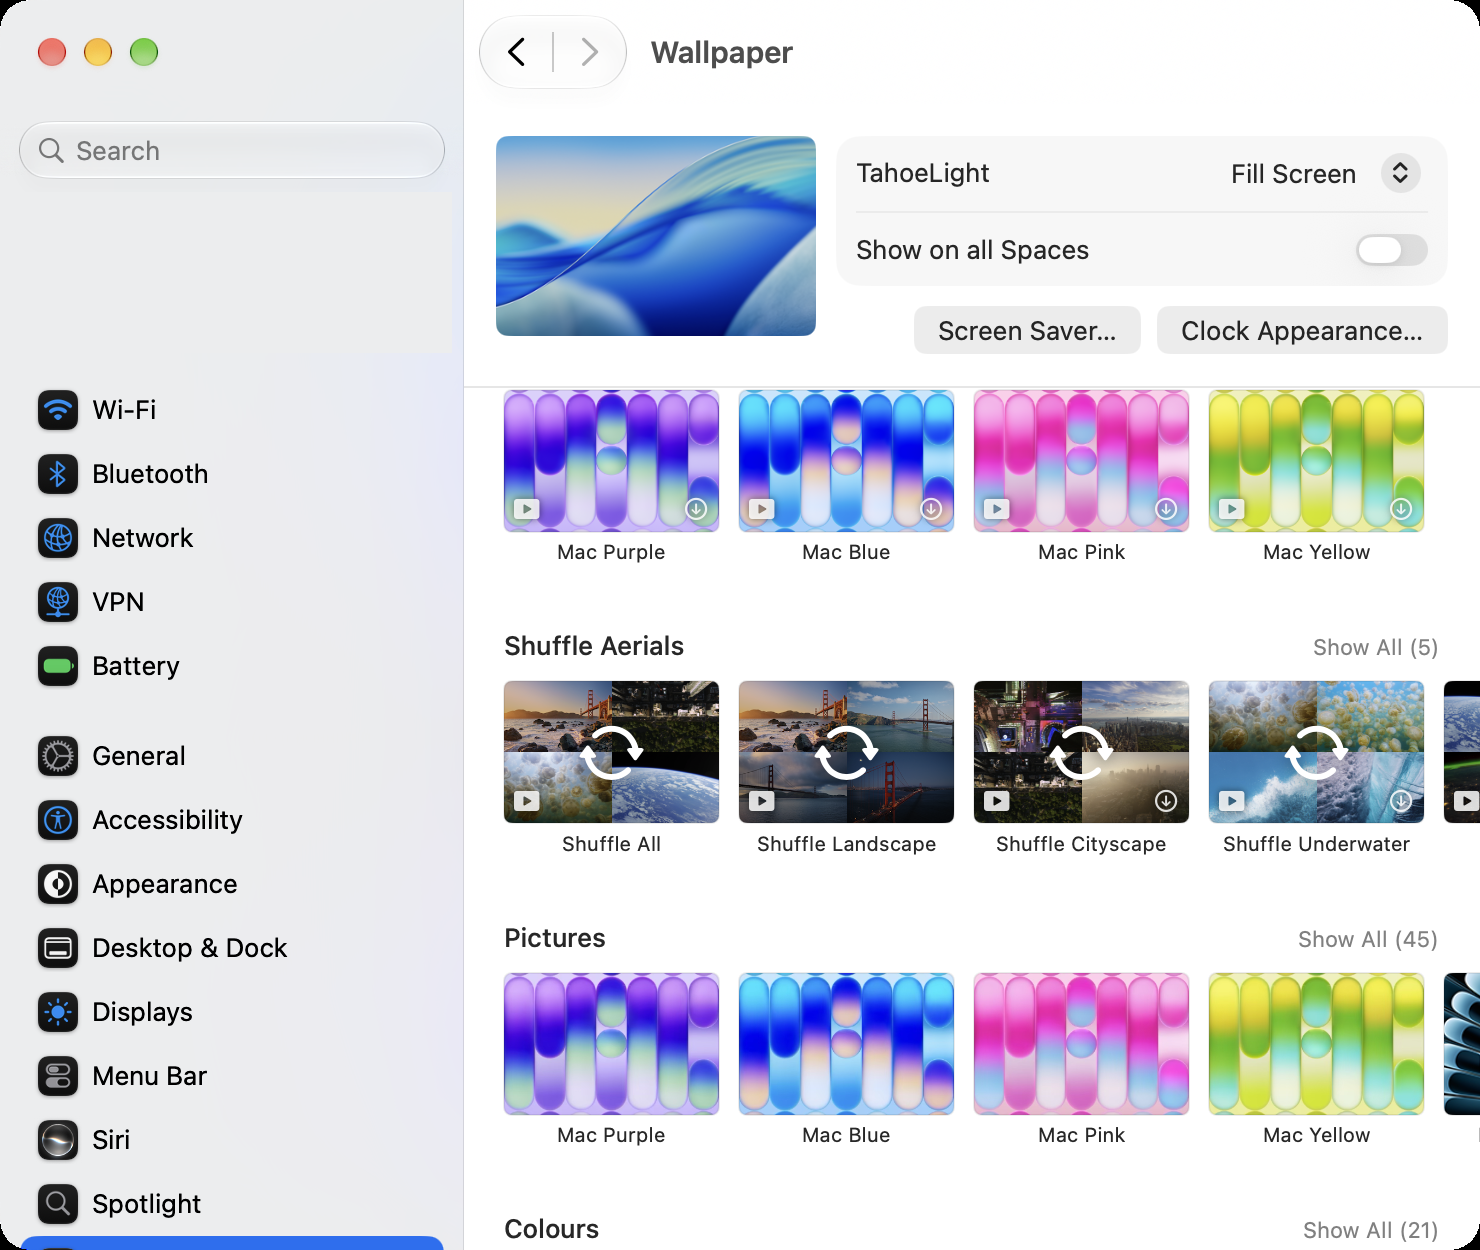 Wallpaper
Search
TahoeLight
Fill Screen
Show on all Spaces
Screen Saver...
Clock Appearance...
Wi-Fi
Bluetooth
Network
VPN
Battery
General
Accessibility
Appearance
Desktop & Dock
Displays
Menu Bar
Siri
Spotlight
Mac Purple
Mac Blue
Mac Pink
Mac Yellow
Shuffle Aerials
Show All (5)
Shuffle All
Shuffle Landscape
Shuffle Cityscape
Shuffle Underwater
Pictures
Show All (45)
Mac Purple
Mac Blue
Mac Pink
Mac Yellow
Colours
Show All (21)